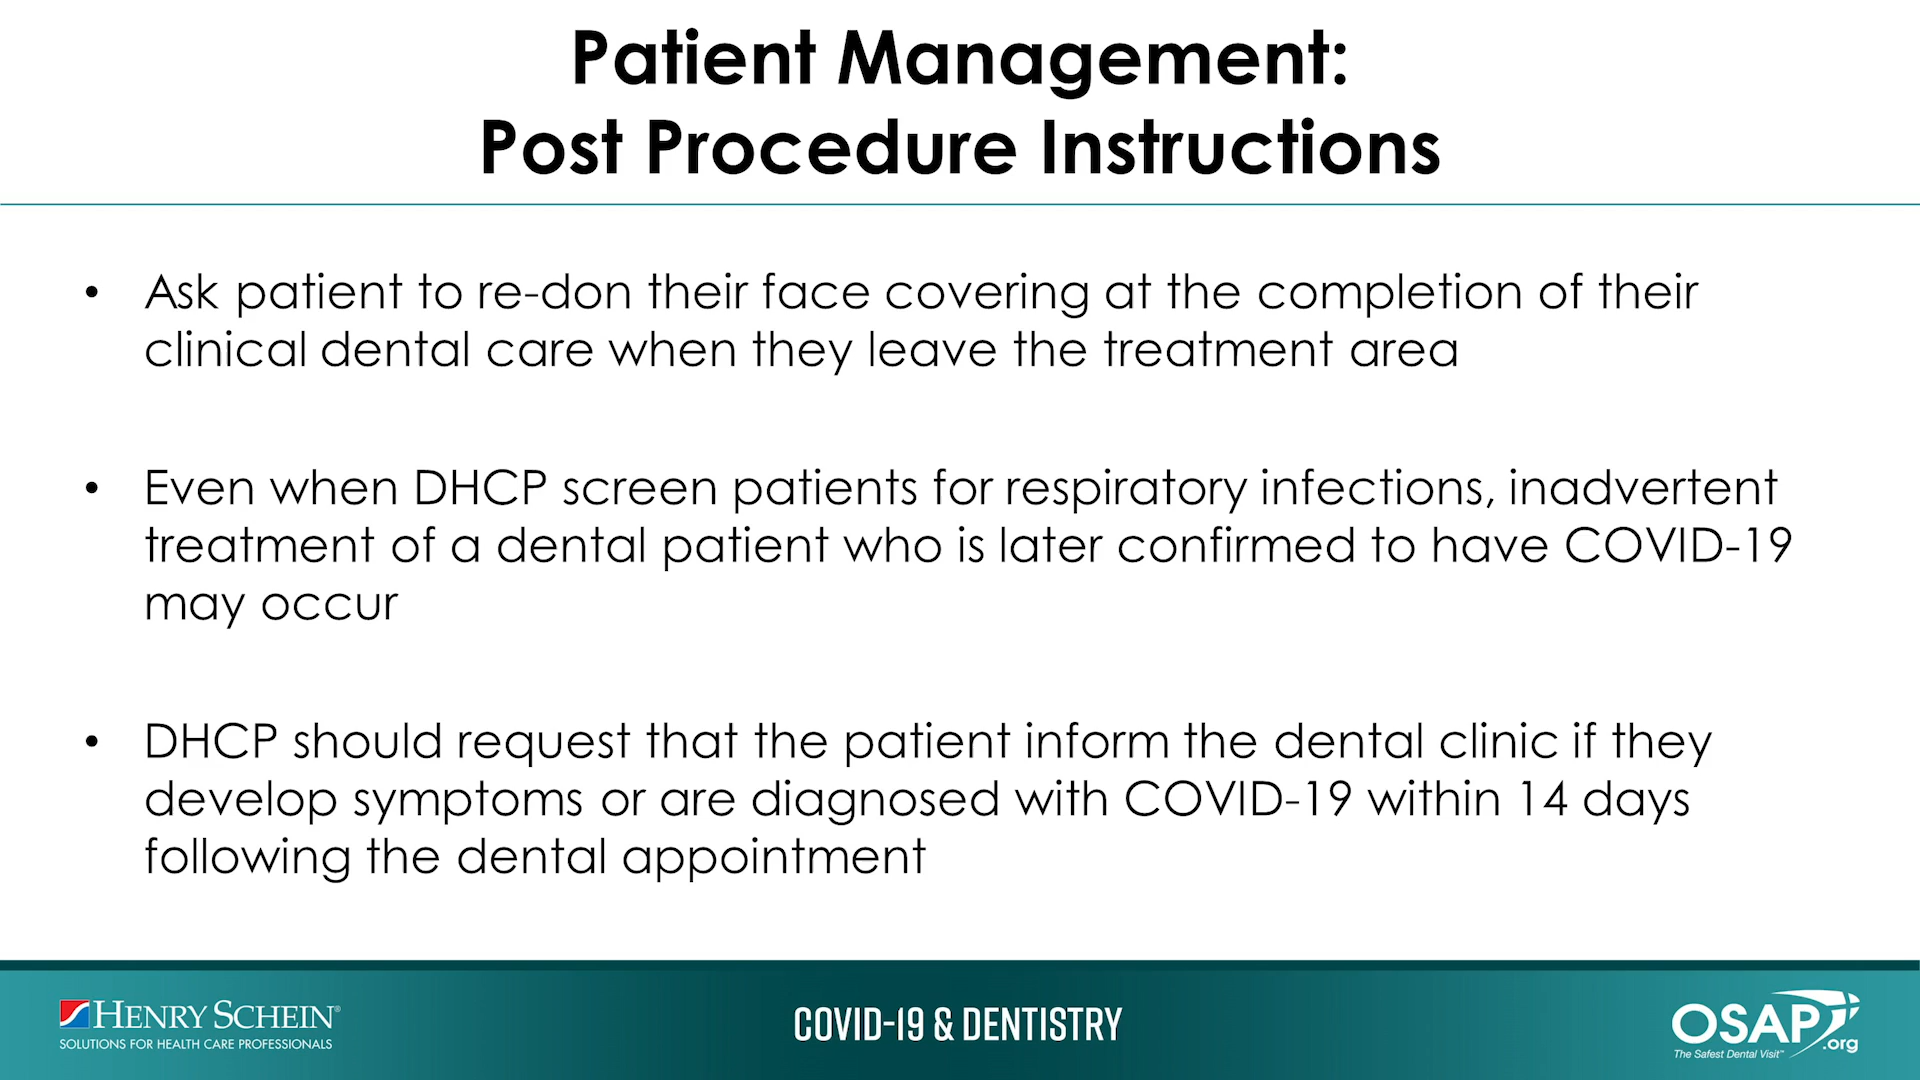 Patient Management:
Post Procedure Instructions
• Ask patient to re-don their face covering at the completion of their
clinical dental care when they leave the treatment area
• Even when DHCP screen patients for respiratory infections, inadvertent
treatment of a dental patient who is later confirmed to have COVID-19
may occur
• DHCP should request that the patient inform the dental clinic if they
develop symptoms or are diagnosed with COVID-19 within 14 days
following the dental appointment
HENRY SCHEIN®
SOLUTIONS FOR HEALTH CARE PROFESSIONALS
COVID-19 & DENTISTRY
OSAP
.org
The Safest Dental Visit™